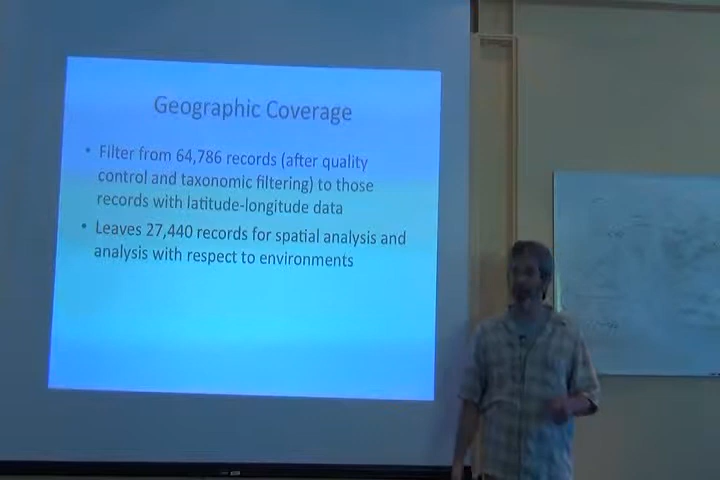 Geographic Coverage
• Filter from 64,786 records (after quality
control and taxonomic filtering) to those
records with latitude-longitude data
• Leaves 27,440 records for spatial analysis and
analysis with respect to environments